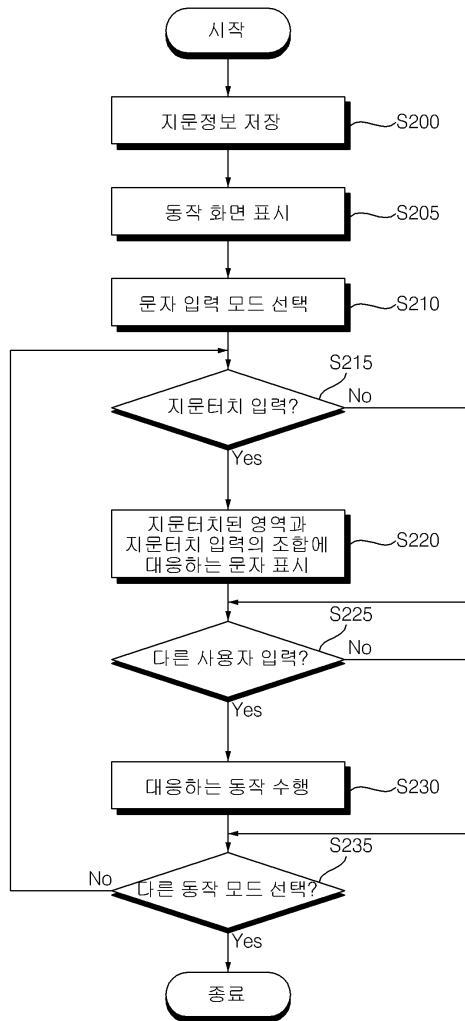 시작
지문정보 저장
S200
동작 화면 표시
S205
문자 입력 모드 선택
S210
S215
지문터치 입력?
No
Yes
지문터치된 영역과
지문터치 입력의 조합에
대응하는 문자 표시
S220
S225
다른 사용자 입력?
No
Yes
대응하는 동작 수행
S230
S235
No
다른 동작 모드 선택?
Yes
종료